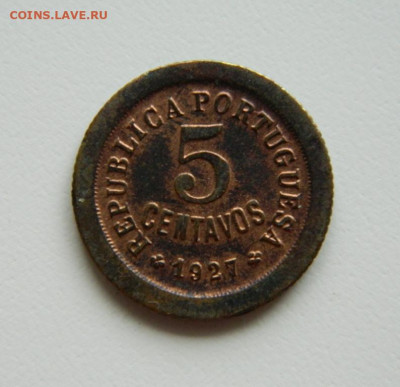 COINS.LAVE.RU
REPUBLICA PORTUGUESA
5
CENTAVOS
1927